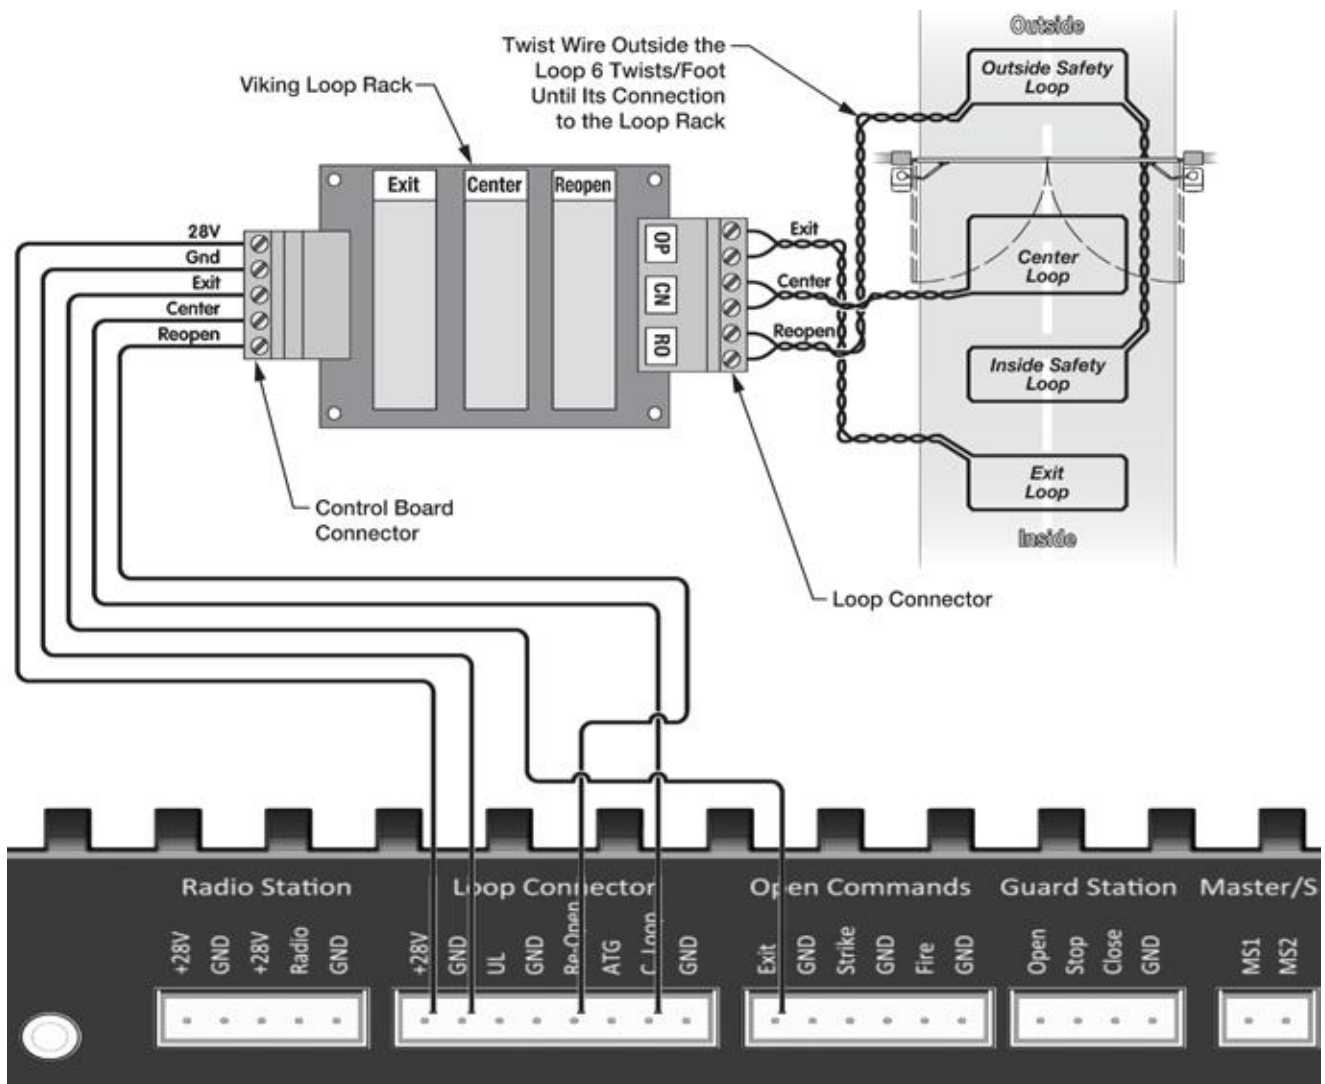 Outside
Twist Wire Outside the
Loop 6 Twists/Foot
Until Its Connection
to the Loop Rack
Outside Safety
Loop
Viking Loop Rack
Exit
Center
Reopen
28V
Gnd
Exit
Center
Reopen
OP
CN
RO
Exit
Center
Reopen
Center
Loop
Inside Safety
Loop
Exit
Loop
Inside
Control Board
Connector
Loop Connector
Radio Station
Loop Connector
Open Commands
Guard Station
Master/S
+28V
GND
+28V
Radio
GND
+28V
GND
UL
GND
Re-Open
ATG
C Loop
GND
Exit
GND
Strike
GND
Fire
GND
Open
Stop
Close
GND
MS1
MS2